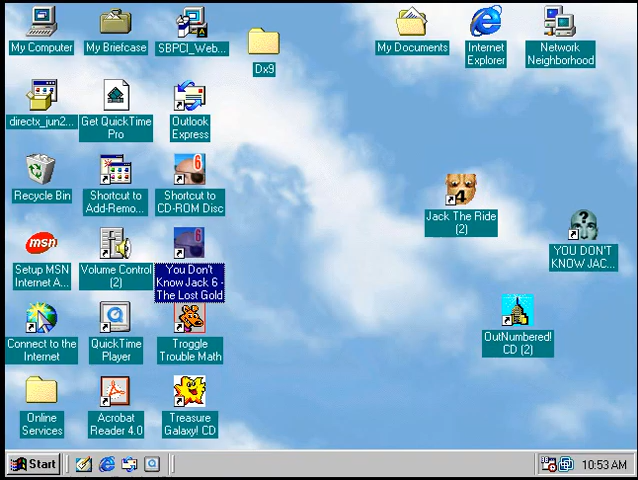 My Computer
My Briefcase
SBPCI_Web...
Dx9
My Documents
Internet
Explorer
Network
Neighborhood
directx_jun2...
Get QuickTime
Pro
Outlook
Express
Recycle Bin
Shortcut to
Add-Remo...
6
Shortcut to
CD-ROM Disc
4
Jack The Ride
(2)
?
YOU DON'T
KNOW JAC...
msn
Setup MSN
Internet A...
Volume Control
(2)
6
You Don't
Know Jack 6 -
The Lost Gold
Connect to the
Internet
QuickTime
Player
Troggle
Trouble Math
OutNumbered!
CD (2)
Online
Services
Acrobat
Reader 4.0
Treasure
Galaxy! CD
Start
10:53 AM